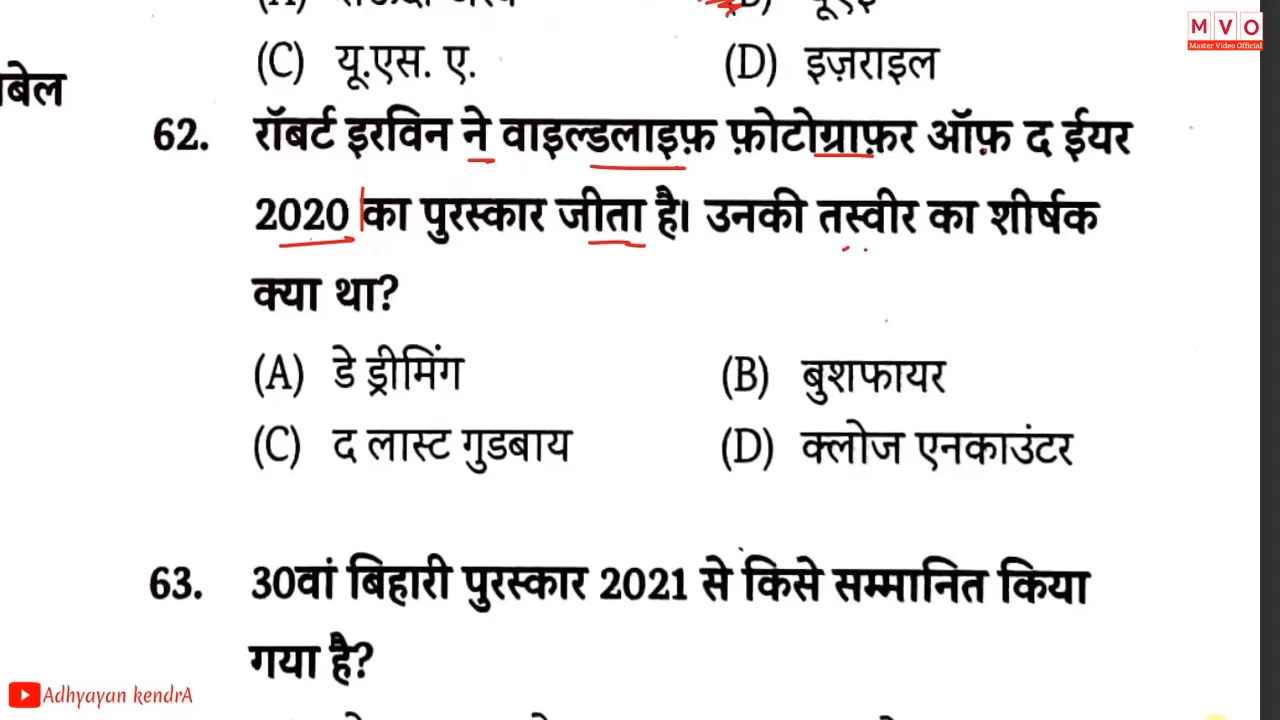 M V O
Master Video Official
(C) यू.एस. ए. (D) इज़राइल
बेल
62. रॉबर्ट इरविन ने वाइल्डलाइफ़ फ़ोटोग्राफ़र ऑफ़ द ईयर
2020 का पुरस्कार जीता है। उनकी तस्वीर का शीर्षक
क्या था?
(A) डे ड्रीमिंग (B) बुशफायर
(C) द लास्ट गुडबाय (D) क्लोज एनकाउंटर
63. 30वां बिहारी पुरस्कार 2021 से किसे सम्मानित किया
गया है?
Adhyayan kendrA